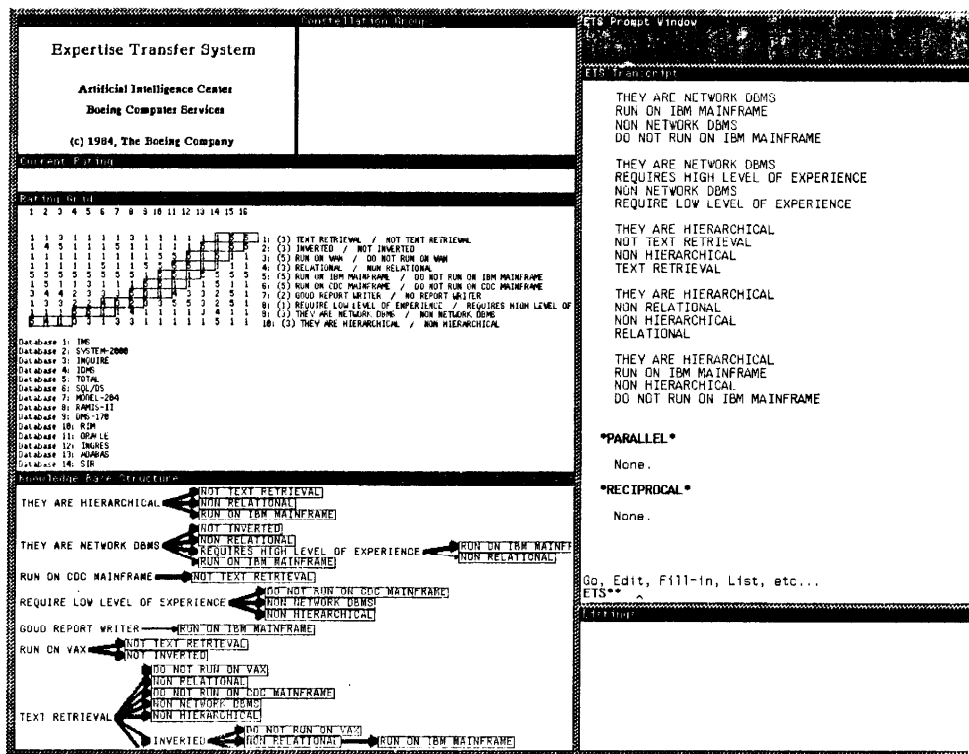 Constellation Groups
Expertise Transfer System
Artificial Intelligence Center
Boeing Computer Services
(c) 1984, The Boeing Company
Current Rating
Rating Grid
1 2 3 4 5 6 7 8 9 10 11 12 13 14 15 16
1: (3) TEXT RETRIEVAL / NOT TEXT RETRIEVAL
2: (3) INVERTED / NOT INVERTED
3: (5) RUN ON VAX / DO NOT RUN ON VAX
4: (3) RELATIONAL / NON RELATIONAL
5: (5) RUN ON IBM MAINFRAME / DO NOT RUN ON IBM MAINFRAME
6: (5) RUN ON CDC MAINFRAME / DO NOT RUN ON CDC MAINFRAME
7: (2) GOOD REPORT WRITER / NO REPORT WRITER
8: (1) REQUIRE LOW LEVEL OF EXPERIENCE / REQUIRES HIGH LEVEL OF
9: (3) THEY ARE NETWORK DBMS / NON NETWORK DBMS
10: (3) THEY ARE HIERARCHICAL / NON HIERARCHICAL
Database 1: IMS
Database 2: SYSTEM-2000
Database 3: INQUIRE
Database 4: IDMS
Database 5: TOTAL
Database 6: SQL/DS
Database 7: MODEL-204
Database 8: RAMIS-II
Database 9: DMS-170
Database 10: RIM
Database 11: ORACLE
Database 12: INGRES
Database 13: ADABAS
Database 14: SIR
Knowledge Base Structure
THEY ARE HIERARCHICAL
NOT TEXT RETRIEVAL
NON RELATIONAL
RUN ON IBM MAINFRAME
THEY ARE NETWORK DBMS
NOT INVERTED
NON RELATIONAL
REQUIRES HIGH LEVEL OF EXPERIENCE
RUN ON IBM MAINF
NON RELATIONAL
RUN ON IBM MAINFRAME
RUN ON CDC MAINFRAME
NOT TEXT RETRIEVAL
REQUIRE LOW LEVEL OF EXPERIENCE
DO NOT RUN ON CDC MAINFRAME
NON NETWORK DBMS
NON HIERARCHICAL
GOOD REPORT WRITER
RUN ON IBM MAINFRAME
RUN ON VAX
NOT TEXT RETRIEVAL
NOT INVERTED
TEXT RETRIEVAL
DO NOT RUN ON VAX
NON RELATIONAL
DO NOT RUN ON CDC MAINFRAME
NON NETWORK DBMS
NON HIERARCHICAL
INVERTED
DO NOT RUN ON VAX
NON RELATIONAL
RUN ON IBM MAINFRAME
ETS Prompt Window
ETS Transcript
THEY ARE NETWORK DBMS
RUN ON IBM MAINFRAME
NON NETWORK DBMS
DO NOT RUN ON IBM MAINFRAME
THEY ARE NETWORK DBMS
REQUIRES HIGH LEVEL OF EXPERIENCE
NON NETWORK DBMS
REQUIRE LOW LEVEL OF EXPERIENCE
THEY ARE HIERARCHICAL
NOT TEXT RETRIEVAL
NON HIERARCHICAL
TEXT RETRIEVAL
THEY ARE HIERARCHICAL
NON RELATIONAL
NON HIERARCHICAL
RELATIONAL
THEY ARE HIERARCHICAL
RUN ON IBM MAINFRAME
NON HIERARCHICAL
DO NOT RUN ON IBM MAINFRAME
*PARALLEL*
None.
*RECIPROCAL*
None.
Go, Edit, Fill-in, List, etc...
ETS** ^
Listings